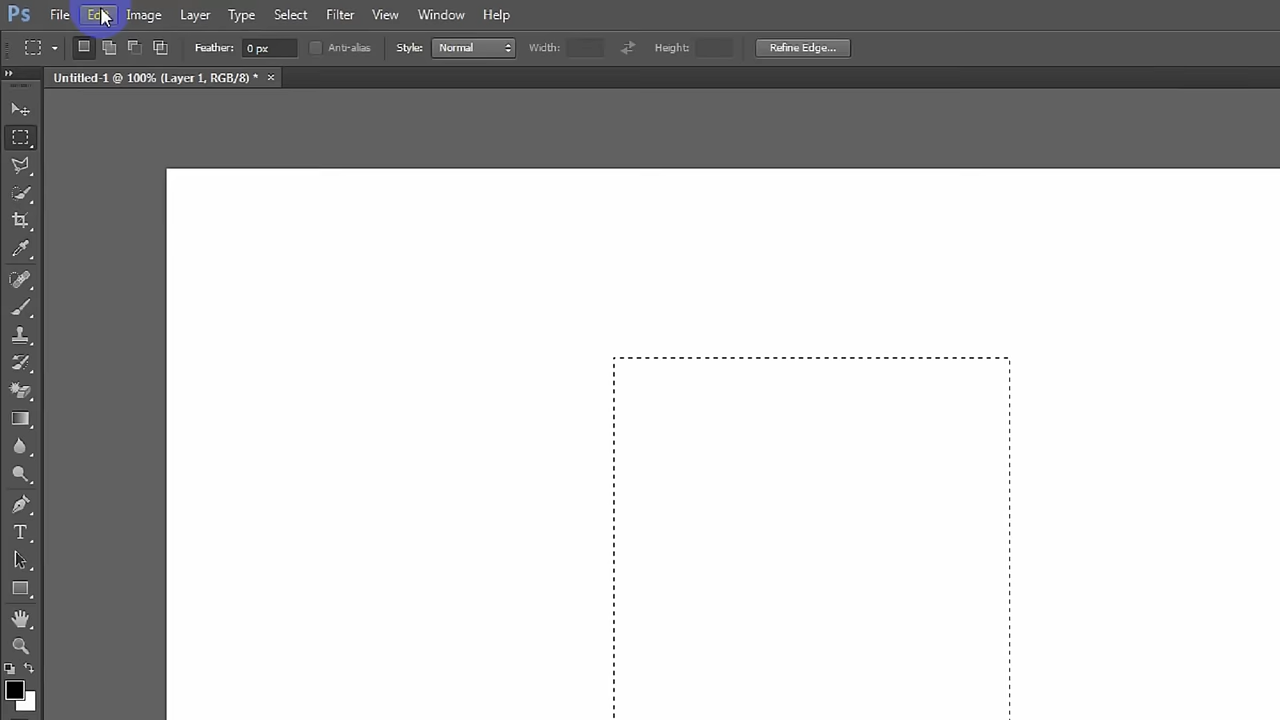 Ps File Edit Image Layer Type Select Filter View Window Help
Feather: 0 px Anti-alias Style: Normal Width: Height: Refine Edge...
Untitled-1 @ 100% (Layer 1, RGB/8) * ×
T